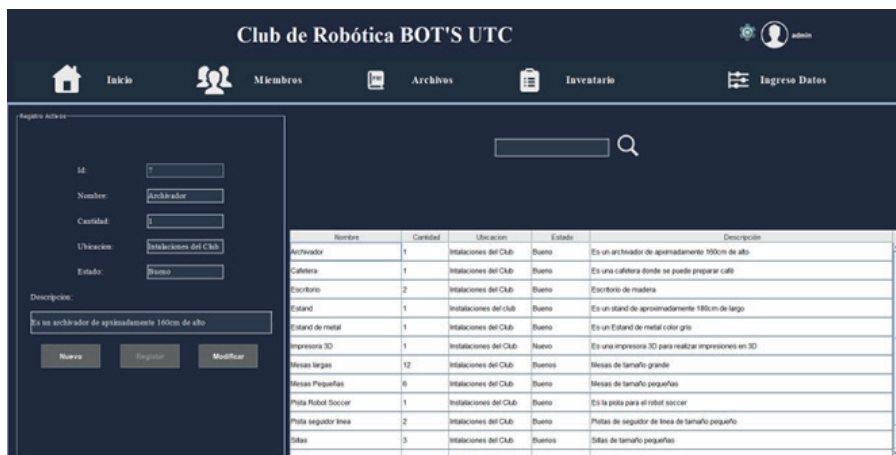 Club de Robótica BOT'S UTC
admin
Inicio Miembros Archivos Inventario Ingreso Datos
Registro Activos
Id: 7
Nombre: Archivador
Cantidad: 1
Ubicacion: Intalaciones del Club
Estado: Bueno
Descripcion:
Es un archivador de apximadamente 160cm de alto
Nuevo Registrar Modificar
Nombre Cantidad Ubicacion Estado Descripción
Archivador 1 Intalaciones del Club Bueno Es un archivador de apximadamente 160cm de alto
Cafetera 1 Intalaciones del Club Bueno Es una cafetera donde se puede preparar café
Escritorio 2 Intalaciones del Club Bueno Escritorio de madera
Estand 1 Instalaciones del club Bueno Es un stand de aproximadamente 180cm de largo
Estand de metal 1 Intalaciones del Club Bueno Es un Estand de metal color gris
Impresora 3D 1 Instalaciones del Club Nuevo Es una impresora 3D para realizar impresiones en 3D
Mesas largas 12 Intalaciones del Club Buenos Mesas de tamaño grande
Mesas Pequeñas 6 Intalaciones del Club Bueno Mesas de tamaño pequeñas
Pista Robot Soccer 1 Instalaciones del Club Bueno Es la pista para el robot soccer
Pista seguidor linea 2 Intalaciones del Club Bueno Pistas de seguidor de linea de tamaño pequeño
Sillas 3 Intalaciones del Club Buenos Sillas de tamaño pequeñas